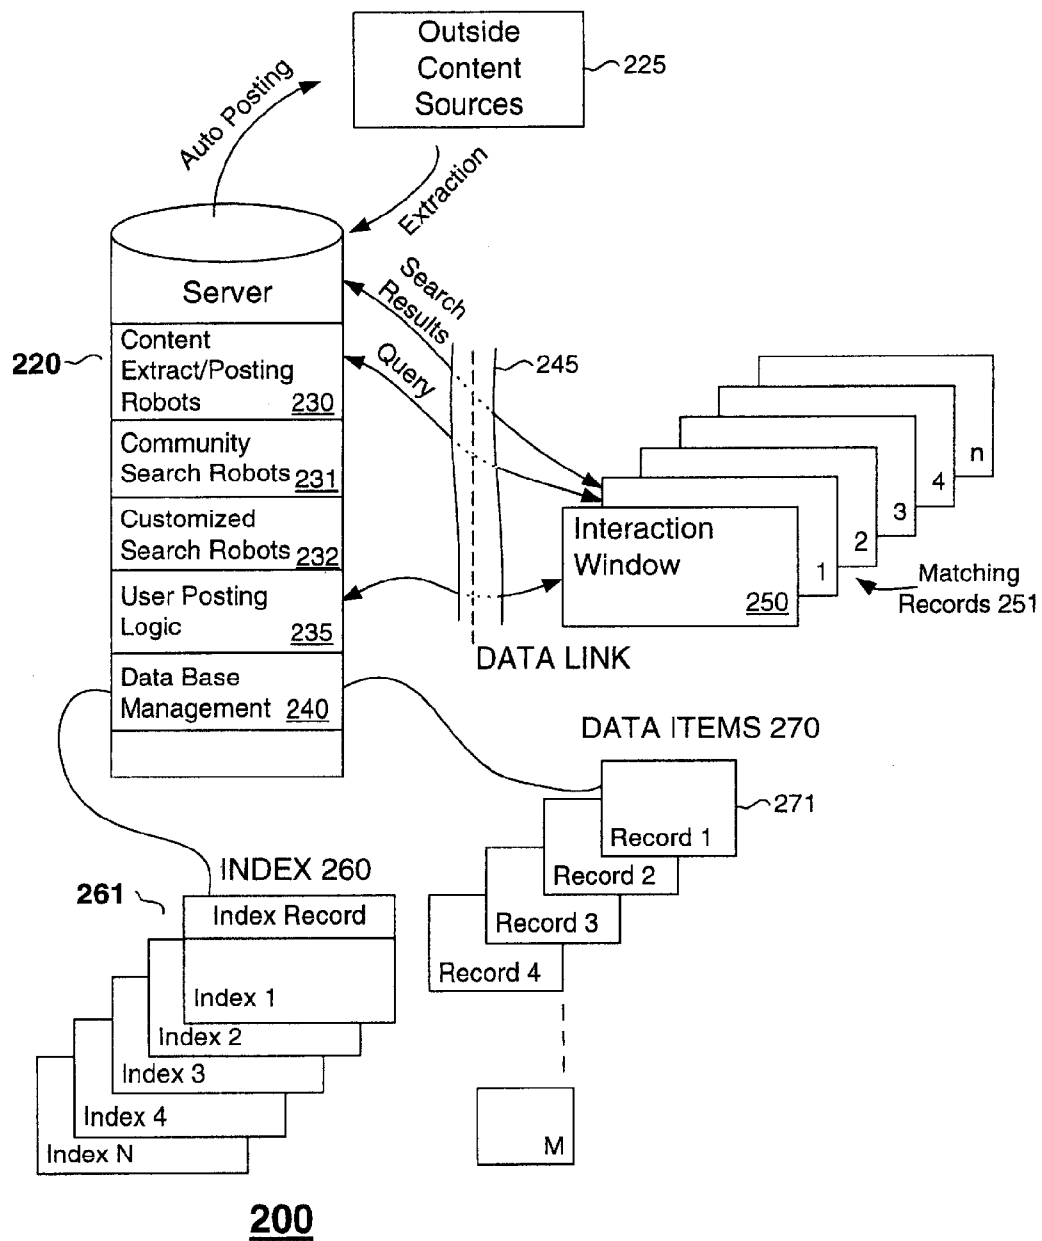 Outside
Content
Sources
225
Auto Posting
Extraction
Server
Search
Results
Query
220
Content
Extract/Posting
Robots 230
245
Community
Search Robots 231
Customized
Search Robots 232
User Posting
Logic 235
Data Base
Management 240
Interaction
Window
250
1
2
3
4
n
Matching
Records 251
DATA LINK
DATA ITEMS 270
271
Record 1
Record 2
Record 3
Record 4
M
INDEX 260
261
Index Record
Index 1
Index 2
Index 3
Index 4
Index N
200